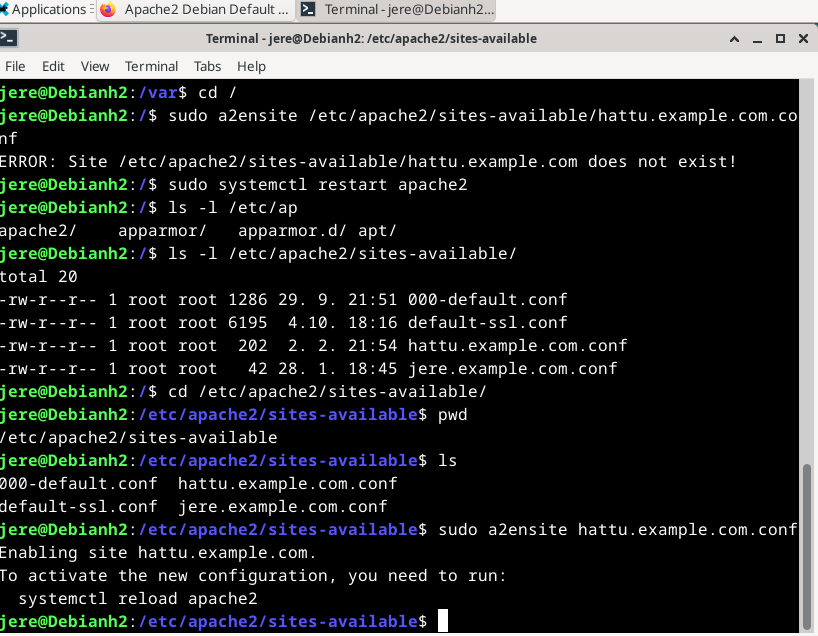 Applications
Apache2 Debian Default ...
Terminal - jere@Debianh2...
Terminal - jere@Debianh2: /etc/apache2/sites-available
File Edit View Terminal Tabs Help
jere@Debianh2:/var$ cd /
jere@Debianh2:/$ sudo a2ensite /etc/apache2/sites-available/hattu.example.com.co
nf
ERROR: Site /etc/apache2/sites-available/hattu.example.com does not exist!
jere@Debianh2:/$ sudo systemctl restart apache2
jere@Debianh2:/$ ls -l /etc/ap
apache2/    apparmor/   apparmor.d/ apt/
jere@Debianh2:/$ ls -l /etc/apache2/sites-available/
total 20
-rw-r--r-- 1 root root 1286 29. 9. 21:51 000-default.conf
-rw-r--r-- 1 root root 6195  4.10. 18:16 default-ssl.conf
-rw-r--r-- 1 root root  202  2. 2. 21:54 hattu.example.com.conf
-rw-r--r-- 1 root root   42 28. 1. 18:45 jere.example.com.conf
jere@Debianh2:/$ cd /etc/apache2/sites-available/
jere@Debianh2:/etc/apache2/sites-available$ pwd
/etc/apache2/sites-available
jere@Debianh2:/etc/apache2/sites-available$ ls
000-default.conf  hattu.example.com.conf
default-ssl.conf  jere.example.com.conf
jere@Debianh2:/etc/apache2/sites-available$ sudo a2ensite hattu.example.com.conf
Enabling site hattu.example.com.
To activate the new configuration, you need to run:
  systemctl reload apache2
jere@Debianh2:/etc/apache2/sites-available$